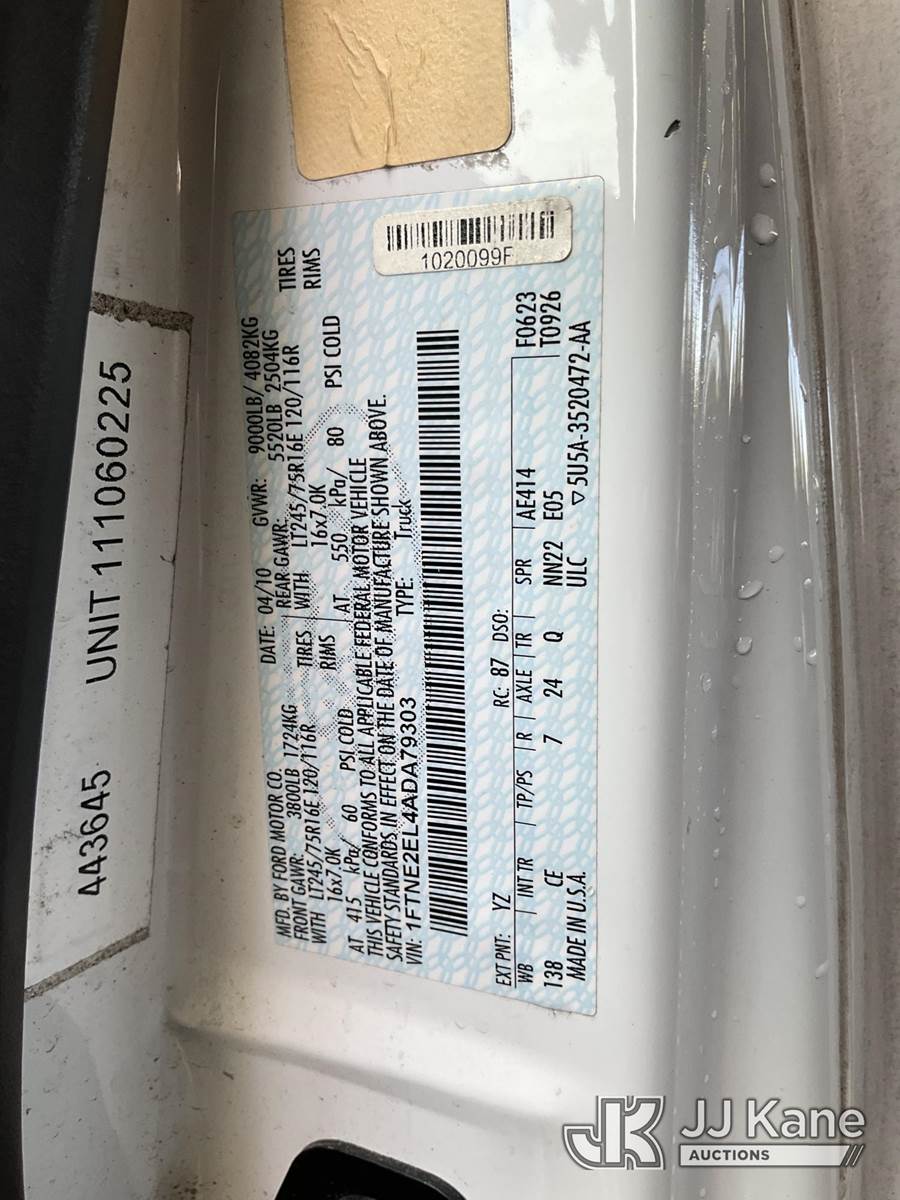 443645 UNIT 11060225
MFD. BY FORD MOTOR CO.
DATE: 04/10 GVWR: 9000LB/ 4082KG
FRONT GAWR: 3800LB 1724KG REAR GAWR: 5520LB 2504KG
WITH LT245/75R16E 120/116R TIRES WITH LT245/75R16E 120/116R TIRES
16x7.0K RIMS 16x7.0K RIMS
AT 415 kPa/ 60 PSI COLD AT 550 kPa/ 80 PSI COLD
THIS VEHICLE CONFORMS TO ALL APPLICABLE FEDERAL MOTOR VEHICLE
SAFETY STANDARDS IN EFFECT ON THE DATE OF MANUFACTURE SHOWN ABOVE.
VIN: 1FTNE2EL4ADA79303 TYPE: Truck
1020099F
EXT PNT: YZ RC: 87 DSO:
F0623
WB INT TR TP/PS R AXLE TR SPR AE414 T0926
138 CE 7 24 Q NN22 E05
MADE IN U.S.A. ULC ▽5U5A-3520472-AA
JK JJ Kane
AUCTIONS